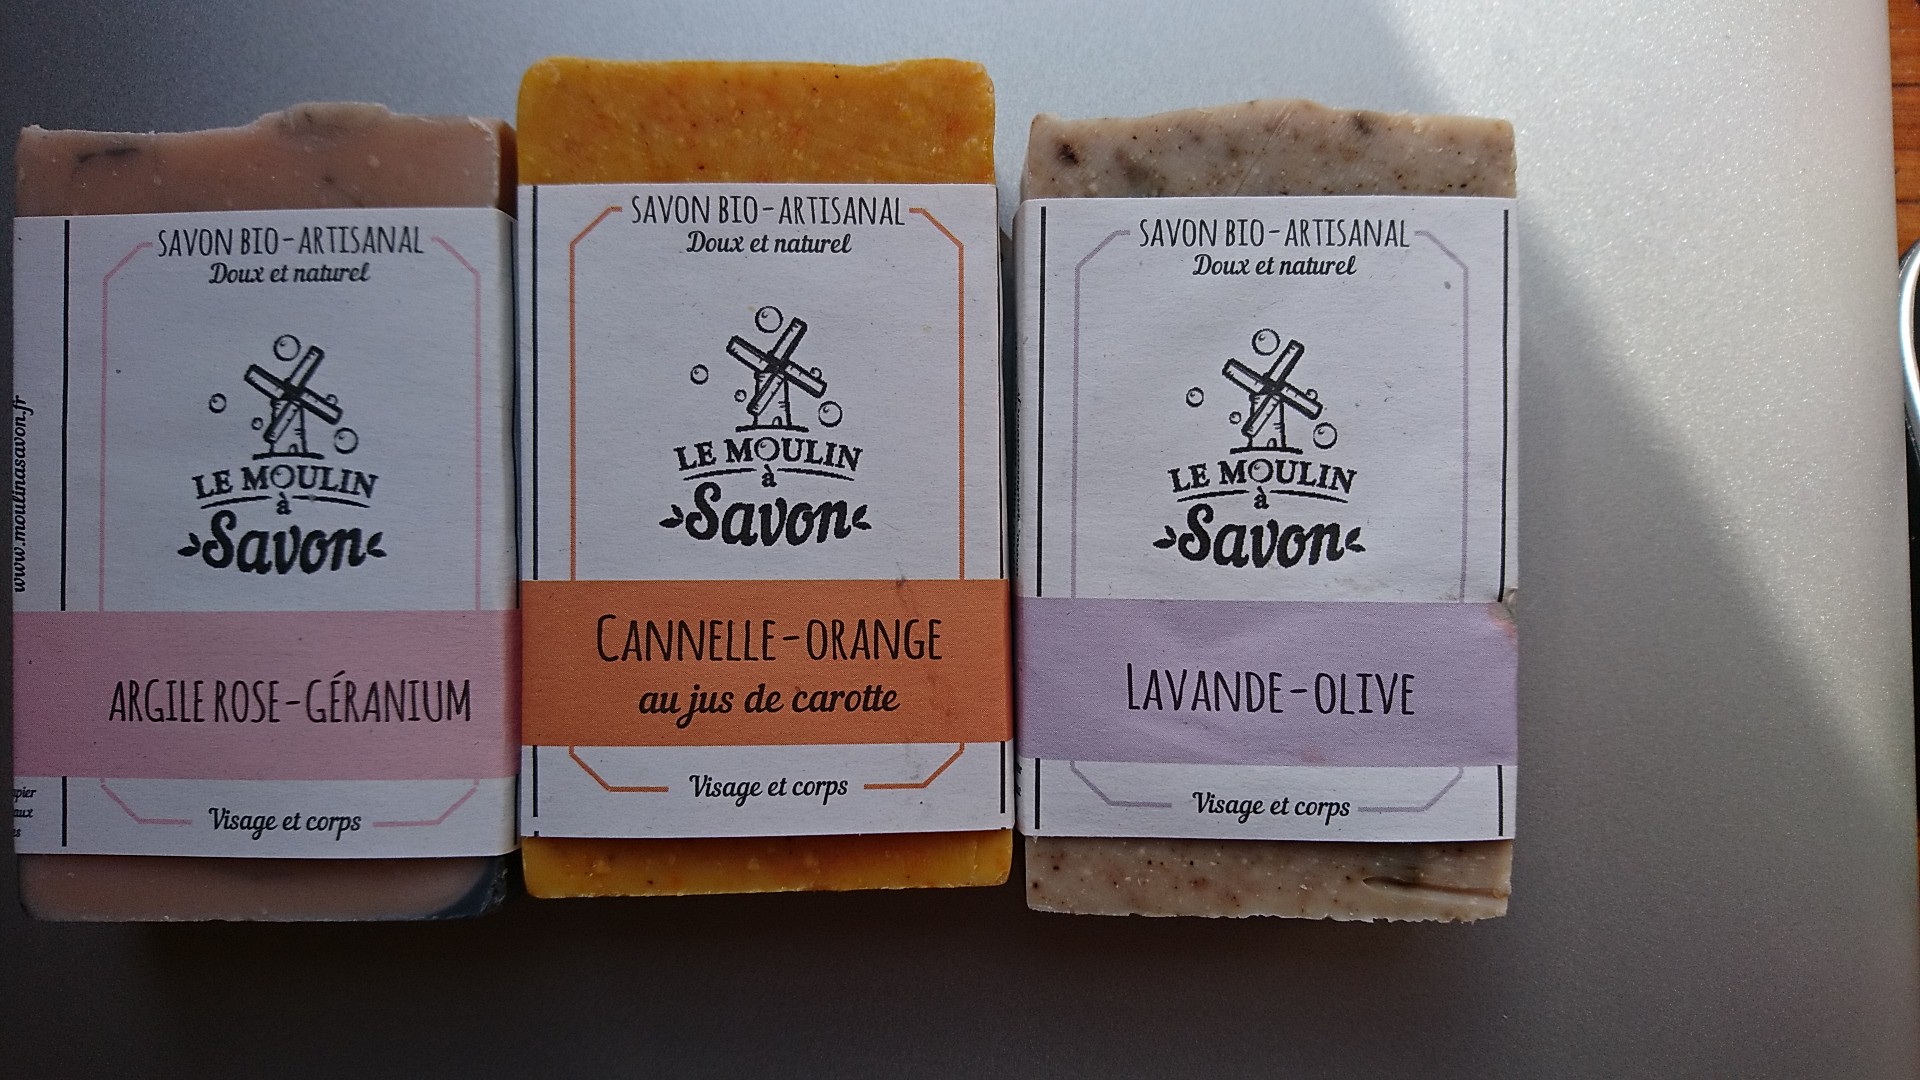 www.moulinasavon.fr
SAVON BIO-ARTISANAL
Doux et naturel
LE MOULIN
à
Savon
ARGILE ROSE-GÉRANIUM
Visage et corps
SAVON BIO-ARTISANAL
Doux et naturel
LE MOULIN
à
Savon
CANNELLE-ORANGE
au jus de carotte
Visage et corps
SAVON BIO-ARTISANAL
Doux et naturel
LE MOULIN
à
Savon
LAVANDE-OLIVE
Visage et corps